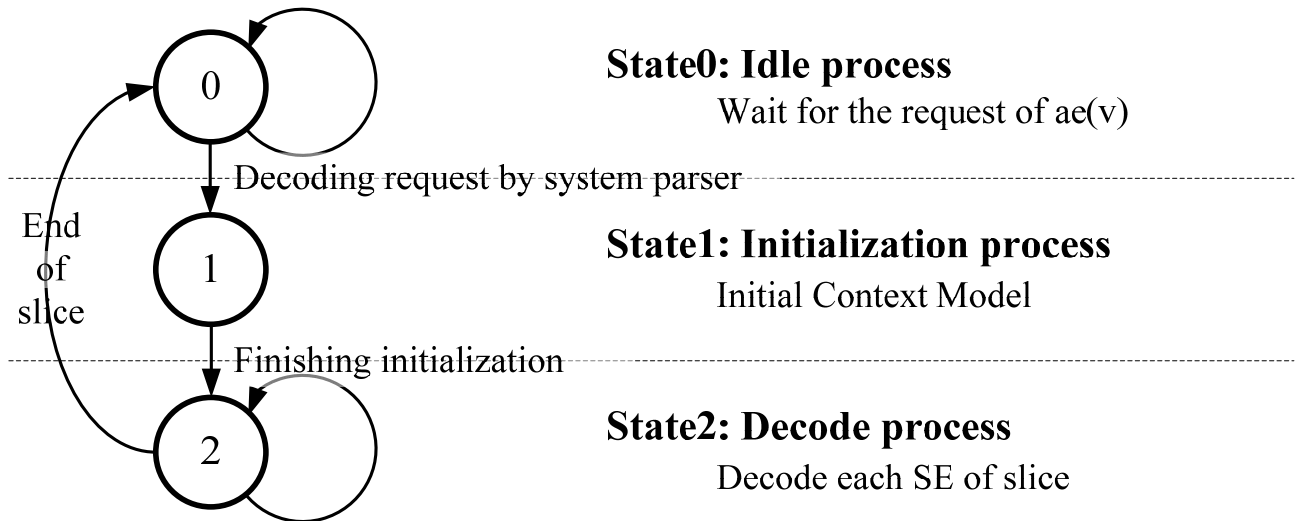 0
State0: Idle process
Wait for the request of ae(v)
Decoding request by system parser
End
of
slice
1
State1: Initialization process
Initial Context Model
Finishing initialization
2
State2: Decode process
Decode each SE of slice